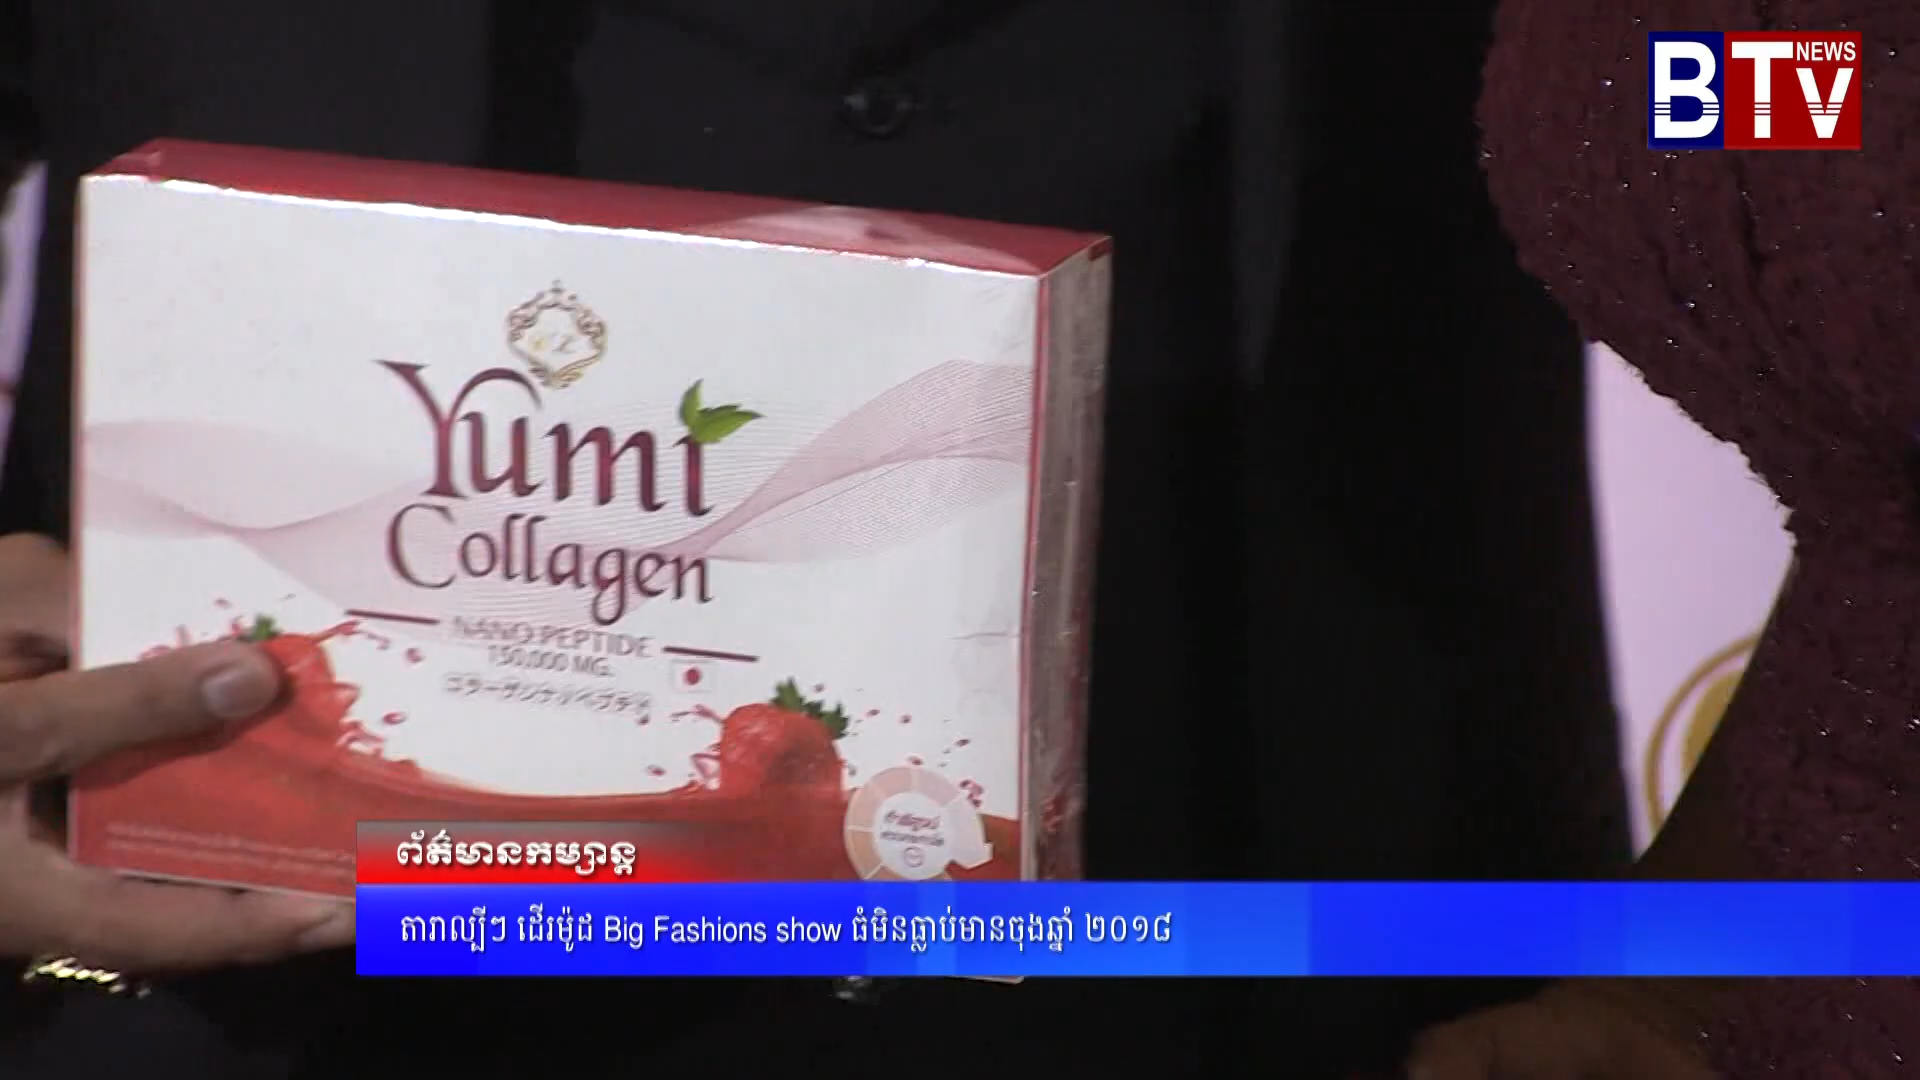 NEWS
BTV
Yumi
Collagen
NANO PEPTIDE
150,000 MG.
ព័ត៌មានកម្សាន្ត
តារាល្បីៗ ដើរម៉ូដ Big Fashions show ធំមិនធ្លាប់មានចុងឆ្នាំ ២០១៨